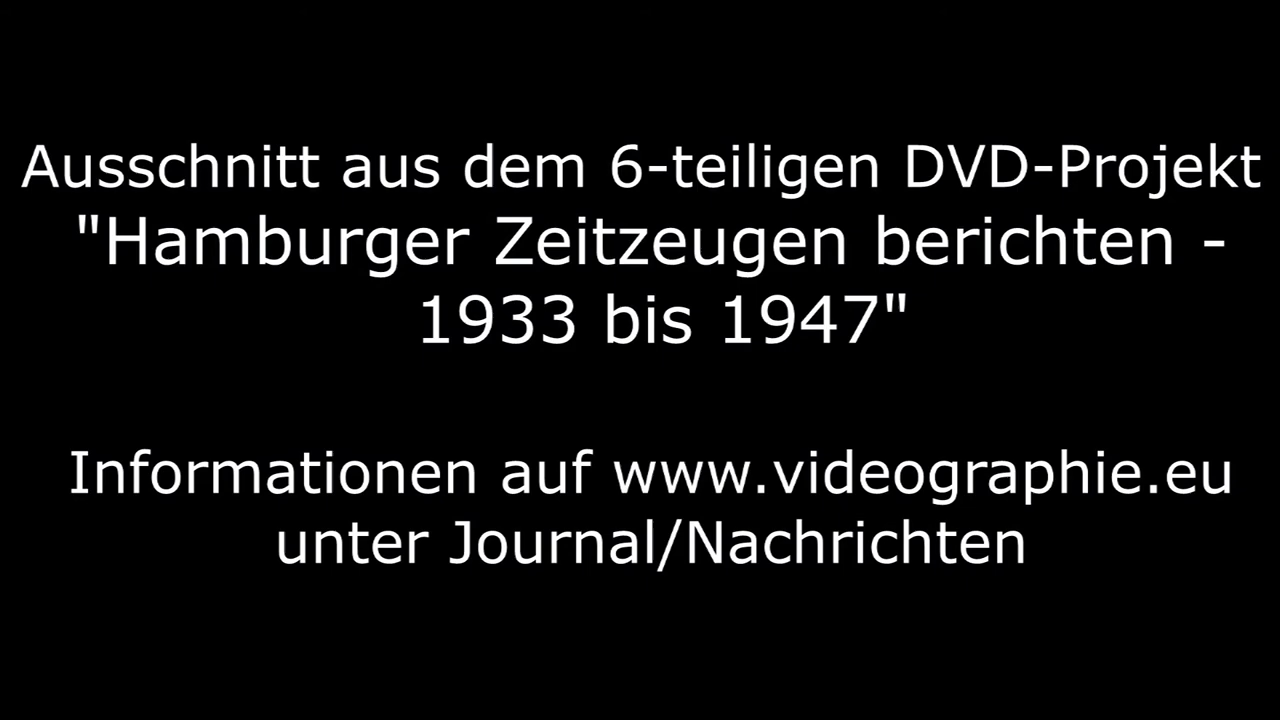 Ausschnitt aus dem 6-teiligen DVD-Projekt
"Hamburger Zeitzeugen berichten -
1933 bis 1947"
Informationen auf www.videographie.eu
unter Journal/Nachrichten